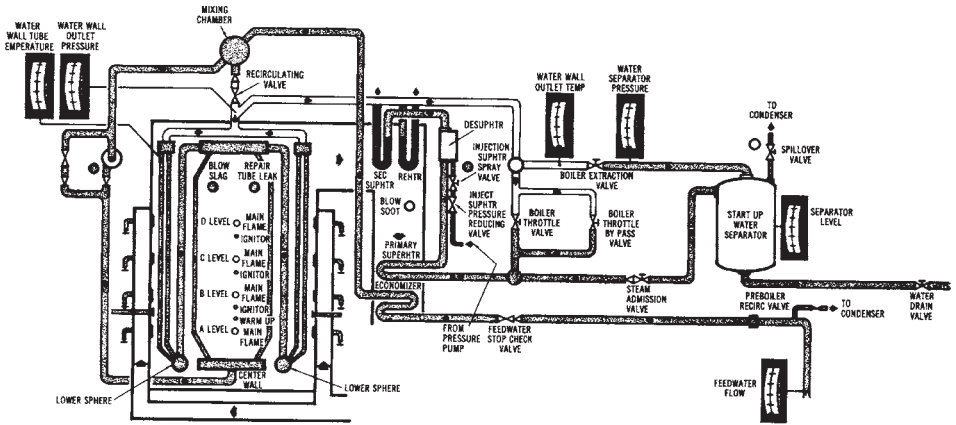 MIXING
CHAMBER
WATER
WALL TUBE
EMPERATURE
WATER WALL
OUTLET
PRESSURE
RECIRCULATING
VALVE
WATER WALL
OUTLET TEMP
WATER
SEPARATOR
PRESSURE
TO
CONDENSER
SPILLOVER
VALVE
DESUPHTR
INJECTION
SUPHTR
SPRAY
VALVE
BOILER EXTRACTION
VALVE
BLOW
SLAG
REPAIR
TUBE LEAK
SEC
SUPHTR
REHTR
BLOW
SOOT
INJECT
SUPHTR
PRESSURE
REDUCING
VALVE
BOILER
THROTTLE
VALVE
BOILER
THROTTLE
BY PASS
VALVE
START UP
WATER
SEPARATOR
SEPARATOR
LEVEL
D LEVEL
MAIN
FLAME
IGNITOR
C LEVEL
MAIN
FLAME
IGNITOR
B LEVEL
MAIN
FLAME
IGNITOR
WARM UP
A LEVEL
MAIN
FLAME
PRIMARY
SUPERHTR
ECONOMIZER
STEAM
ADMISSION
VALVE
PREBOILER
RECIRC VALVE
TO
CONDENSER
WATER
DRAIN
VALVE
FROM
PRESSURE
PUMP
FEEDWATER
STOP CHECK
VALVE
CENTER
WALL
LOWER SPHERE
LOWER SPHERE
FEEDWATER
FLOW